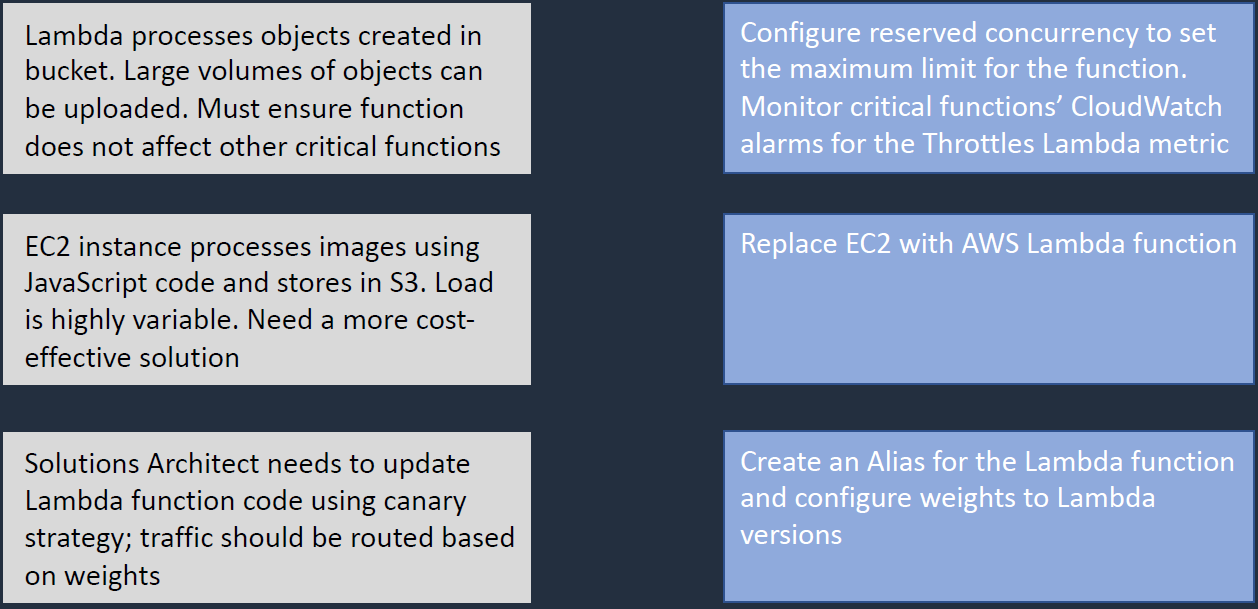 Lambda processes objects created in
bucket. Large volumes of objects can
be uploaded. Must ensure function
does not affect other critical functions
Configure reserved concurrency to set
the maximum limit for the function.
Monitor critical functions’ CloudWatch
alarms for the Throttles Lambda metric
EC2 instance processes images using
JavaScript code and stores in S3. Load
is highly variable. Need a more cost-
effective solution
Replace EC2 with AWS Lambda function
Solutions Architect needs to update
Lambda function code using canary
strategy; traffic should be routed based
on weights
Create an Alias for the Lambda function
and configure weights to Lambda
versions